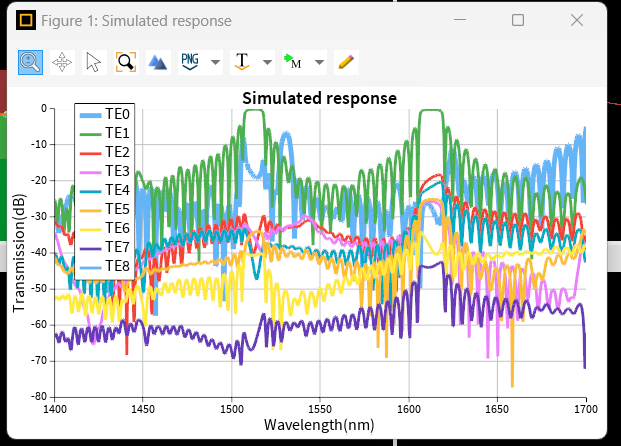 Figure 1: Simulated response
PNG T M
Simulated response
Transmission(dB)
0
-10
-20
-30
-40
-50
-60
-70
-80
TE0
TE1
TE2
TE3
TE4
TE5
TE6
TE7
TE8
1400 1450 1500 1550 1600 1650 1700
Wavelength(nm)